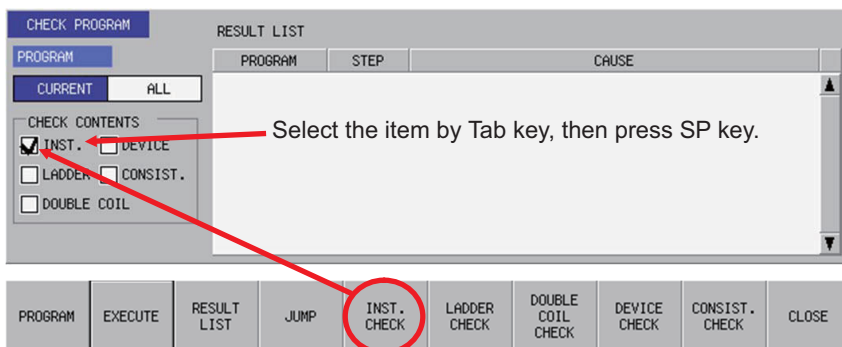 CHECK PROGRAM
RESULT LIST
PROGRAM
PROGRAM STEP CAUSE
CURRENT ALL
CHECK CONTENTS
INST. DEVICE
LADDER CONSIST.
DOUBLE COIL
Select the item by Tab key, then press SP key.
PROGRAM
EXECUTE
RESULT
LIST
JUMP
INST.
CHECK
LADDER
CHECK
DOUBLE
COIL
CHECK
DEVICE
CHECK
CONSIST.
CHECK
CLOSE